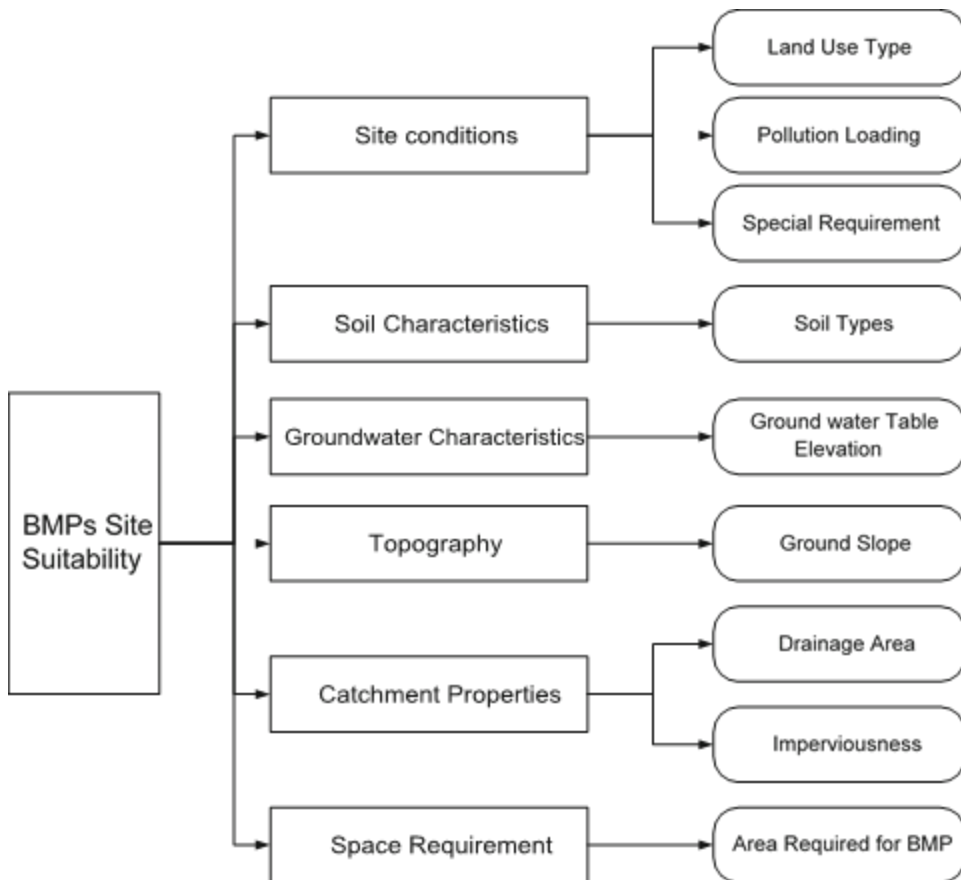 Land Use Type
Site conditions
Pollution Loading
Special Requirement
Soil Characteristics
Soil Types
Groundwater Characteristics
Ground water Table
Elevation
BMPs Site
Suitability
Topography
Ground Slope
Drainage Area
Catchment Properties
Imperviousness
Space Requirement
Area Required for BMP